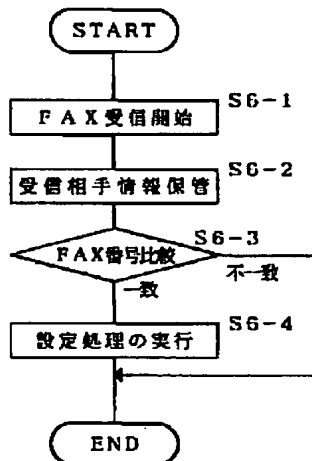 START
S6-1
FAX受信開始
S6-2
受信相手情報保管
S6-3
FAX番号比較
不一致
一致
S6-4
設定処理の実行
END